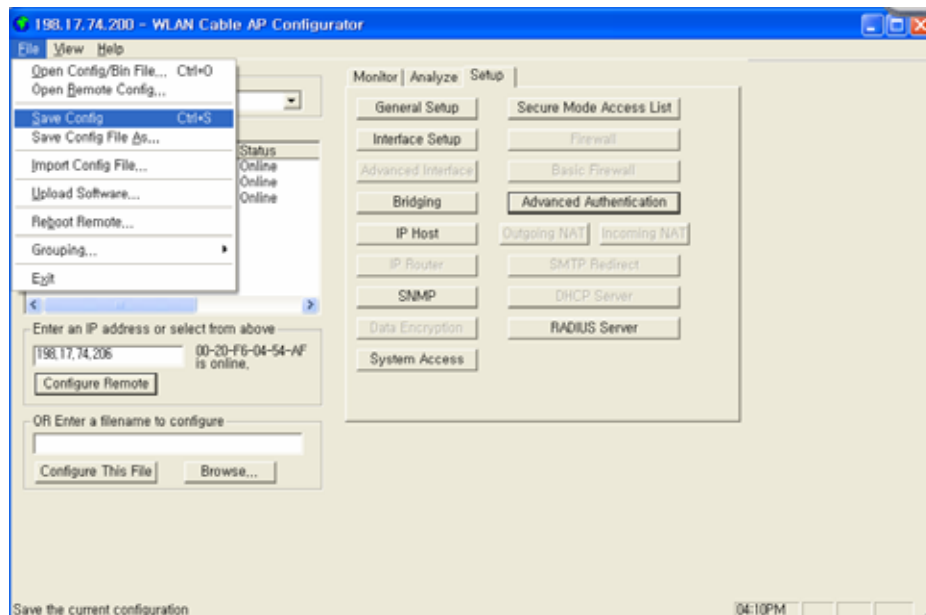 198.17.74.200 - WLAN Cable AP Configurator
File View Help
Open Config/Bin File... Ctrl+O
Open Remote Config...
Save Config Ctrl+S
Save Config File As...
Import Config File...
Upload Software...
Reboot Remote...
Grouping...
Exit
Status
Online
Online
Online
Enter an IP address or select from above
198.17.74.206
00-20-F6-04-54-AF
is online.
Configure Remote
OR Enter a filename to configure
Configure This File Browse...
Monitor Analyze Setup
General Setup Secure Mode Access List
Interface Setup Firewall
Advanced Interface Basic Firewall
Bridging Advanced Authentication
IP Host Outgoing NAT Incoming NAT
IP Router SMTP Redirect
SNMP DHCP Server
Data Encryption RADIUS Server
System Access
Save the current configuration
04:10PM